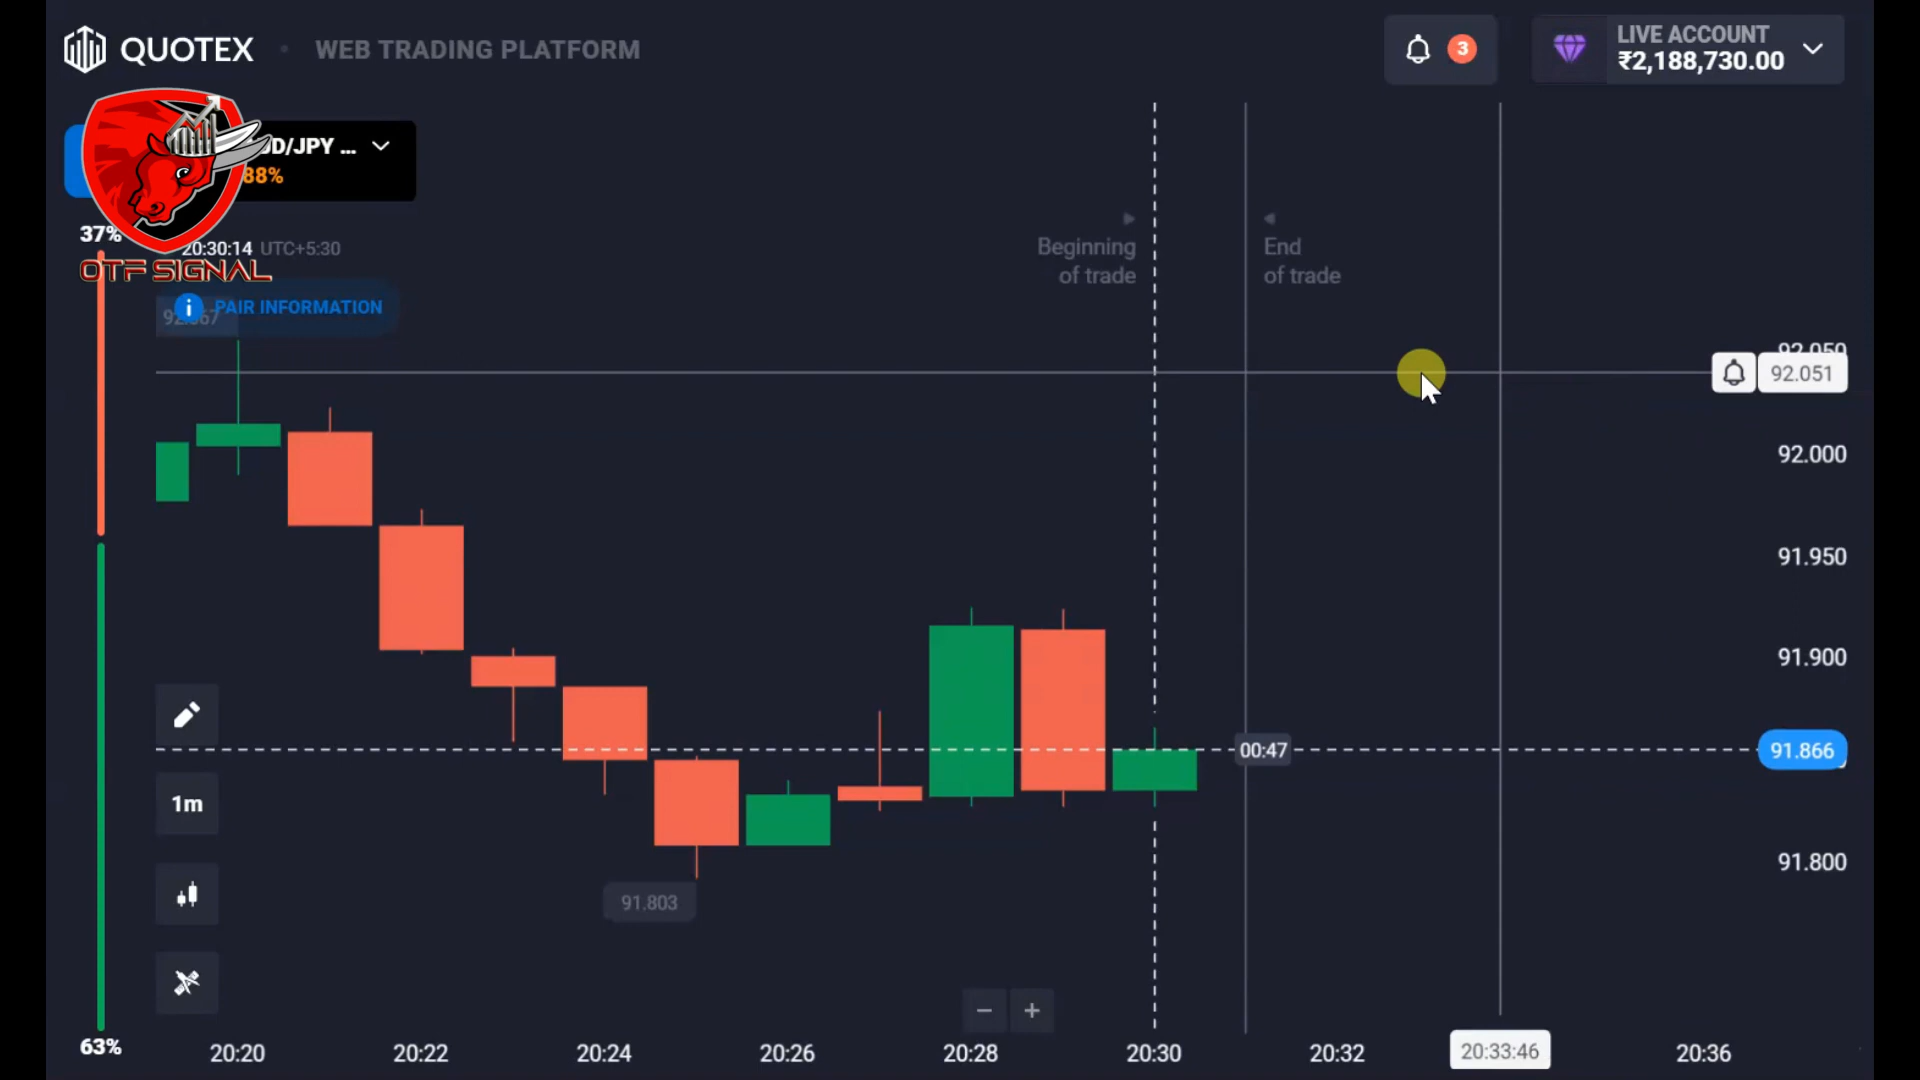 QUOTEX
WEB TRADING PLATFORM
3
LIVE ACCOUNT
₹2,188,730.00
D/JPY ...
88%
37%
20:30:14 UTC+5:30
OTF SIGNAL
PAIR INFORMATION
Beginning
of trade
End
of trade
92.050
92.051
92.000
91.950
91.900
00:47
91.866
1m
91.800
91.803
63%
20:20
20:22
20:24
20:26
20:28
20:30
20:32
20:33:46
20:36